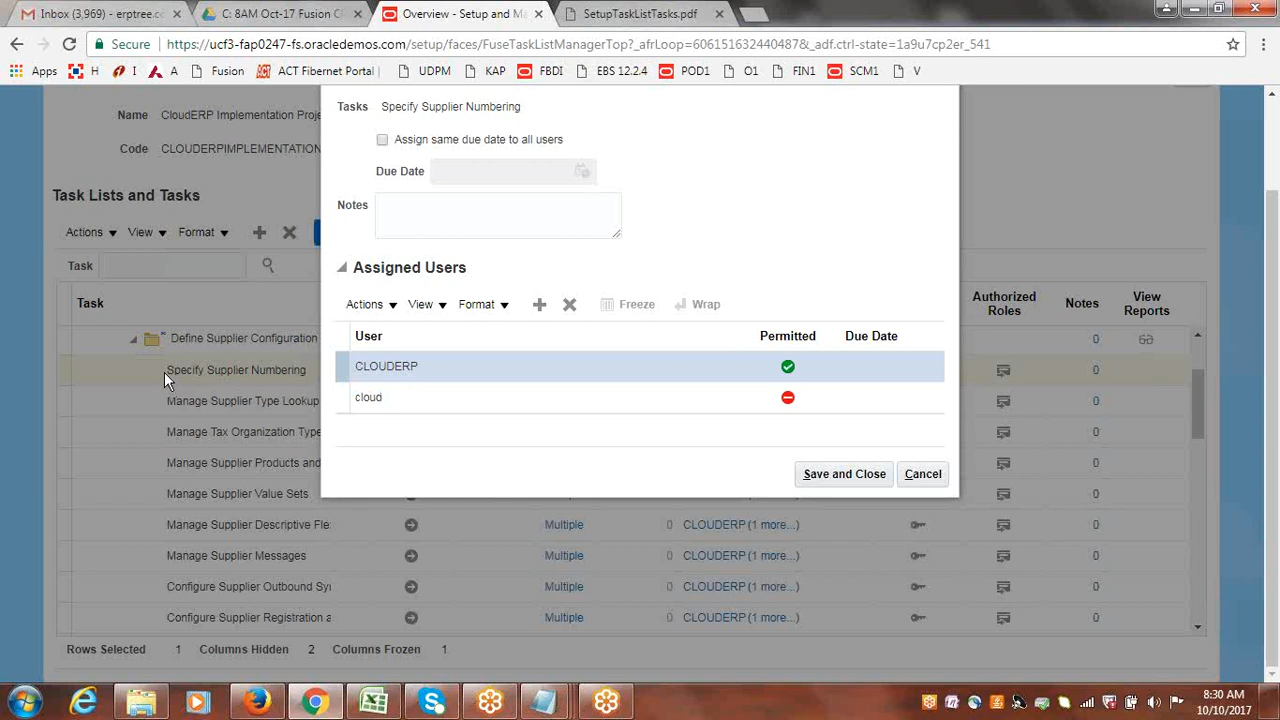 Inbox (3,969) - mptree.com
C: 8AM Oct-17 Fusion C
Overview - Setup and Ma
SetupTaskListTasks.pdf
Secure
https://ucf3-fap0247-fs.oracledemos.com/setup/faces/FuseTaskListManagerTop?_afrLoop=6061516324404​87&_adf.ctrl-state=1a9u7cp2er_541
Apps H A Fusion ACT Fibernet Portal UDPM KAP FBDI EBS 12.2.4 POD1 O1 FIN1 SCM1 V
Name CloudERP Implementation Proje
Code CLOUDERPIMPLEMENTATION
Task Lists and Tasks
Actions View Format
Task
Tasks Specify Supplier Numbering
Assign same due date to all users
Due Date
Notes
Assigned Users
Actions View Format Freeze Wrap
User Permitted Due Date
CLOUDERP
cloud
Save and Close Cancel
Task Authorized Roles Notes View Reports
Define Supplier Configuration 0
Specify Supplier Numbering 0
Manage Supplier Type Lookup 0
Manage Tax Organization Type 0
Manage Supplier Products and 0
Manage Supplier Value Sets 0
Manage Supplier Descriptive Fle: Multiple 0 CLOUDERP (1 more...) 0
Manage Supplier Messages Multiple 0 CLOUDERP (1 more...) 0
Configure Supplier Outbound Syr Multiple 0 CLOUDERP (1 more...) 0
Configure Supplier Registration a Multiple 0 CLOUDERP (1 more...) 0
Rows Selected 1 Columns Hidden 2 Columns Frozen 1
8:30 AM
10/10/2017